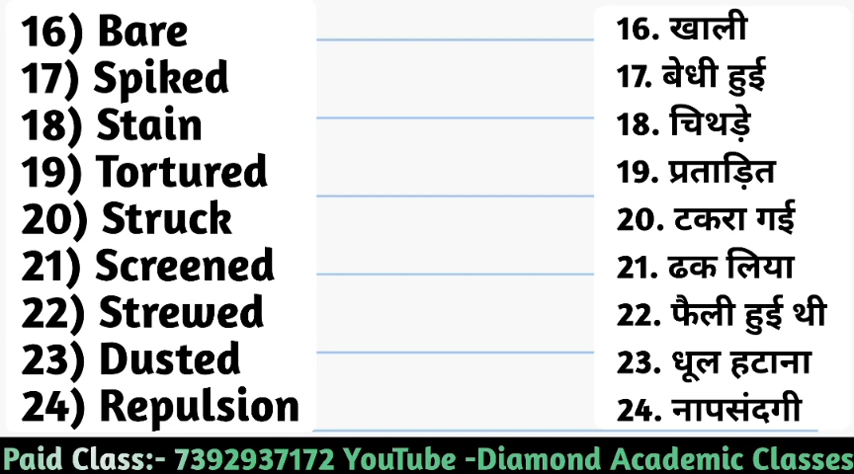 16) Bare
17) Spiked
18) Stain
19) Tortured
20) Struck
21) Screened
22) Strewed
23) Dusted
24) Repulsion
16. खाली
17. बेधी हुई
18. चिथड़े
19. प्रताड़ित
20. टकरा गई
21. ढक लिया
22. फैली हुई थी
23. धूल हटाना
24. नापसंदगी
Paid Class:- 7392937172 YouTube -Diamond Academic Classes